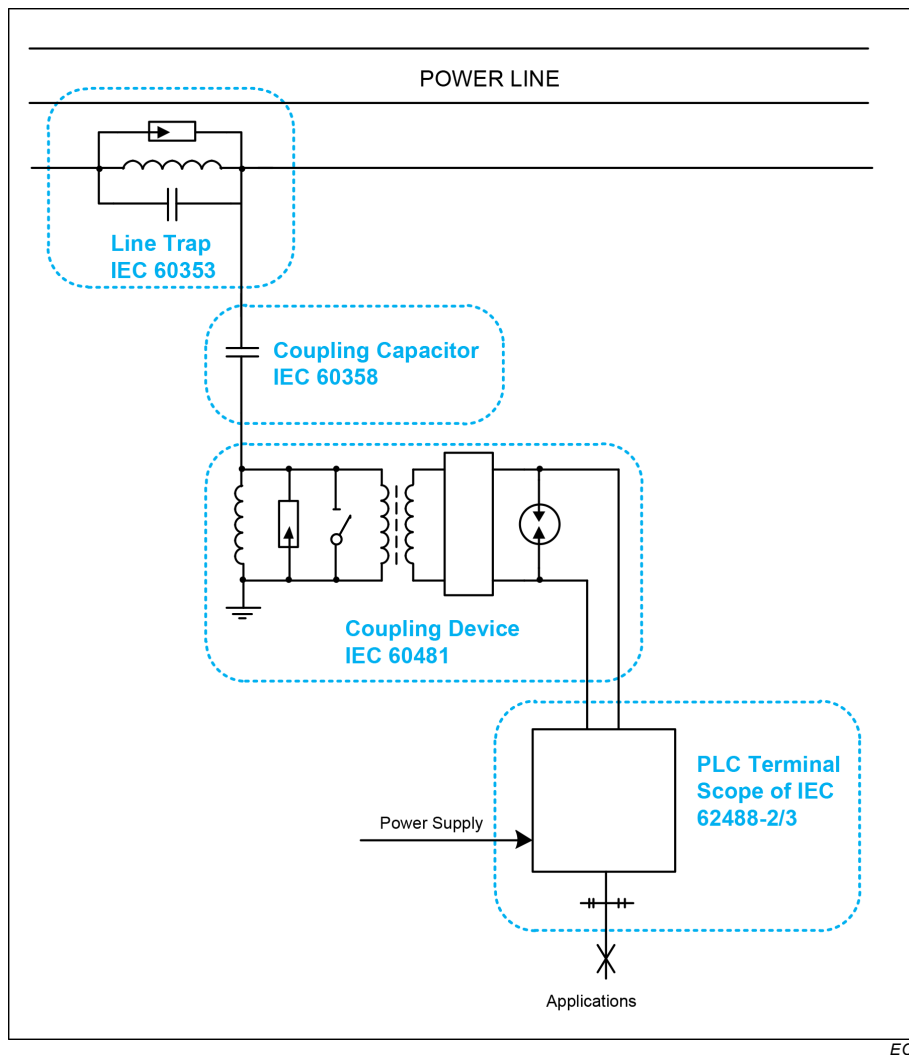 POWER LINE
Line Trap
IEC 60353
Coupling Capacitor
IEC 60358
Coupling Device
IEC 60481
PLC Terminal
Scope of IEC
62488-2/3
Power Supply
Applications